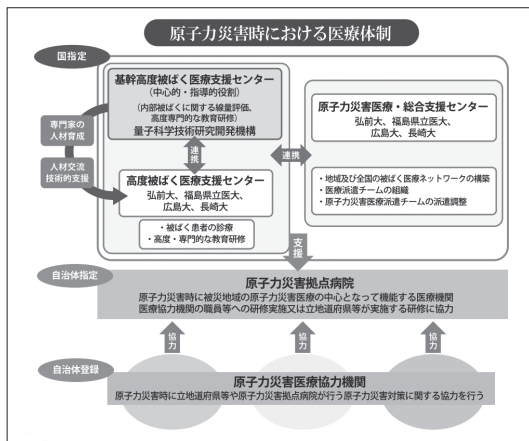 原子力災害時における医療体制
国指定
基幹高度被ばく医療支援センター
(中心的・指導的役割)
(内部被ばくに関する線量評価、
高度専門的な教育研修)
量子科学技術研究開発機構
専門家の
人材育成
人材交流
技術的支援
連携
高度被ばく医療支援センター
弘前大、福島県立医大、
広島大、長崎大
・被ばく患者の診療
・高度・専門的な教育研修
連携
原子力災害医療・総合支援センター
弘前大、福島県立医大、
広島大、長崎大
・地域及び全国の被ばく医療ネットワークの構築
・医療派遣チームの組織
・原子力災害医療派遣チームの派遣調整
支援
自治体指定
原子力災害拠点病院
原子力災害時に被災地域の原子力災害医療の中心となって機能する医療機関
医療協力機関の職員等への研修実施又は立地道府県等が実施する研修に協力
協力
協力
協力
自治体登録
原子力災害医療協力機関
原子力災害時に立地道府県等や原子力災害拠点病院が行う原子力災害対策に関する協力を行う